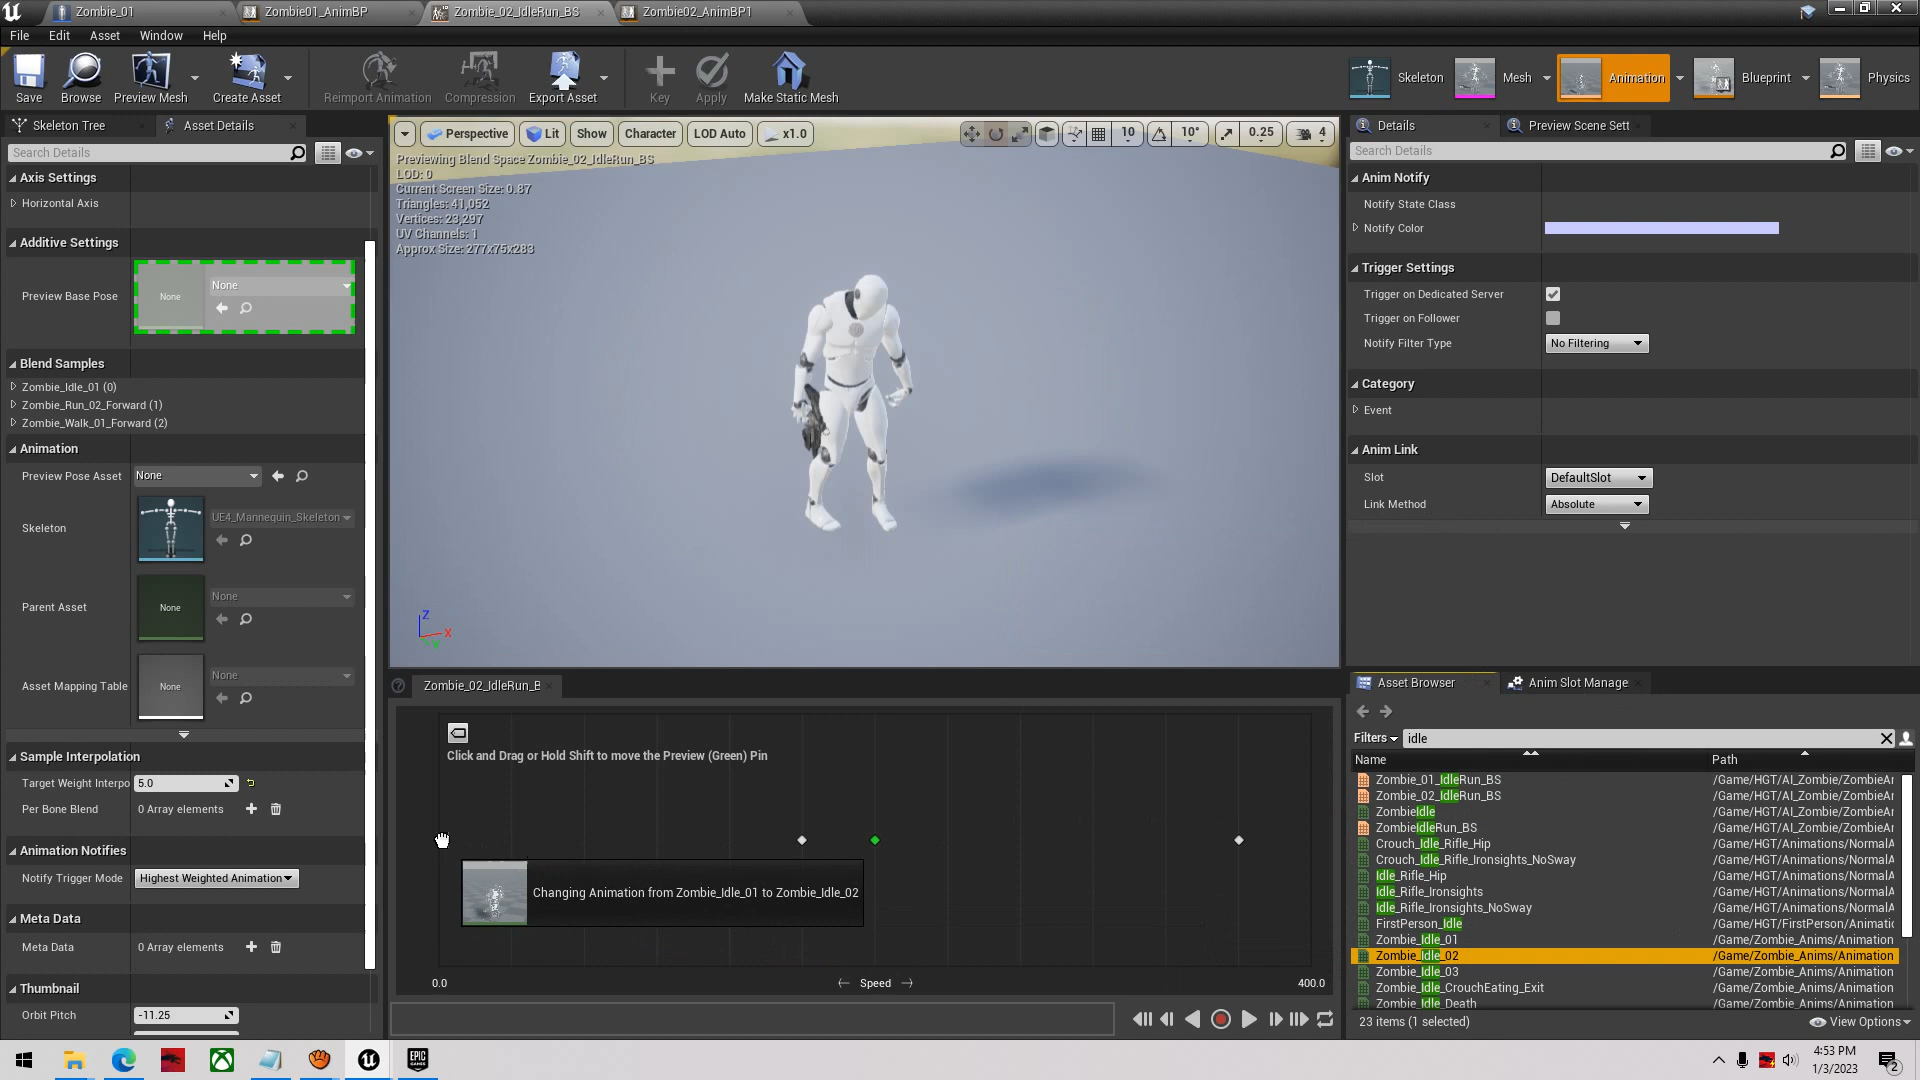 Zombie_01
Zombie01_AnimBP
Zombie_02_IdleRun_BS
Zombie02_AnimBP1
File
Edit
Asset
Window
Help
Save
Browse
Preview Mesh
Create Asset
Reimport Animation
Compression
Export Asset
Key
Apply
Make Static Mesh
Skeleton
Mesh
Animation
Blueprint
Physics
Skeleton Tree
Asset Details
Search Details
Axis Settings
Horizontal Axis
Additive Settings
Preview Base Pose
None
None
Blend Samples
Zombie_Idle_01 (0)
Zombie_Run_02_Forward (1)
Zombie_Walk_01_Forward (2)
Animation
Preview Pose Asset
None
Skeleton
UE4_Mannequin_Skeleton
Parent Asset
None
None
Asset Mapping Table
None
None
Sample Interpolation
Target Weight Interpo
5.0
Per Bone Blend
0 Array elements
Animation Notifies
Notify Trigger Mode
Highest Weighted Animation
Meta Data
Meta Data
0 Array elements
Thumbnail
Orbit Pitch
-11.25
Perspective
Lit
Show
Character
LOD Auto
x1.0
10
10°
0.25
4
Previewing Blend Space Zombie_02_IdleRun_BS
LOD: 0
Current Screen Size: 0.87
Triangles: 41,052
Vertices: 23,297
UV Channels: 1
Approx Size: 277x75x283
Z
X
Y
Zombie_02_IdleRun_B
Click and Drag or Hold Shift to move the Preview (Green) Pin
Changing Animation from Zombie_Idle_01 to Zombie_Idle_02
0.0
Speed
400.0
Details
Preview Scene Sett
Search Details
Anim Notify
Notify State Class
Notify Color
Trigger Settings
Trigger on Dedicated Server
Trigger on Follower
Notify Filter Type
No Filtering
Category
Event
Anim Link
Slot
DefaultSlot
Link Method
Absolute
Asset Browser
Anim Slot Manage
Filters
idle
Name
Path
Zombie_01_IdleRun_BS /Game/HGT/AI_Zombie/ZombieAr
Zombie_02_IdleRun_BS /Game/HGT/AI_Zombie/ZombieAr
ZombieIdle /Game/HGT/AI_Zombie/ZombieAr
ZombieIdleRun_BS /Game/HGT/AI_Zombie/ZombieAr
Crouch_Idle_Rifle_Hip /Game/HGT/Animations/NormalA
Crouch_Idle_Rifle_Ironsights_NoSway /Game/HGT/Animations/NormalA
Idle_Rifle_Hip /Game/HGT/Animations/NormalA
Idle_Rifle_Ironsights /Game/HGT/Animations/NormalA
Idle_Rifle_Ironsights_NoSway /Game/HGT/Animations/NormalA
FirstPerson_Idle /Game/HGT/FirstPerson/Animatic
Zombie_Idle_01 /Game/Zombie_Anims/Animation
Zombie_Idle_02 /Game/Zombie_Anims/Animation
Zombie_Idle_03 /Game/Zombie_Anims/Animation
Zombie_Idle_CrouchEating_Exit /Game/Zombie_Anims/Animation
Zombie_Idle_Death /Game/Zombie_Anims/Animation
23 items (1 selected)
View Options
EPIC
GAMES
4:53 PM
1/3/2023
2